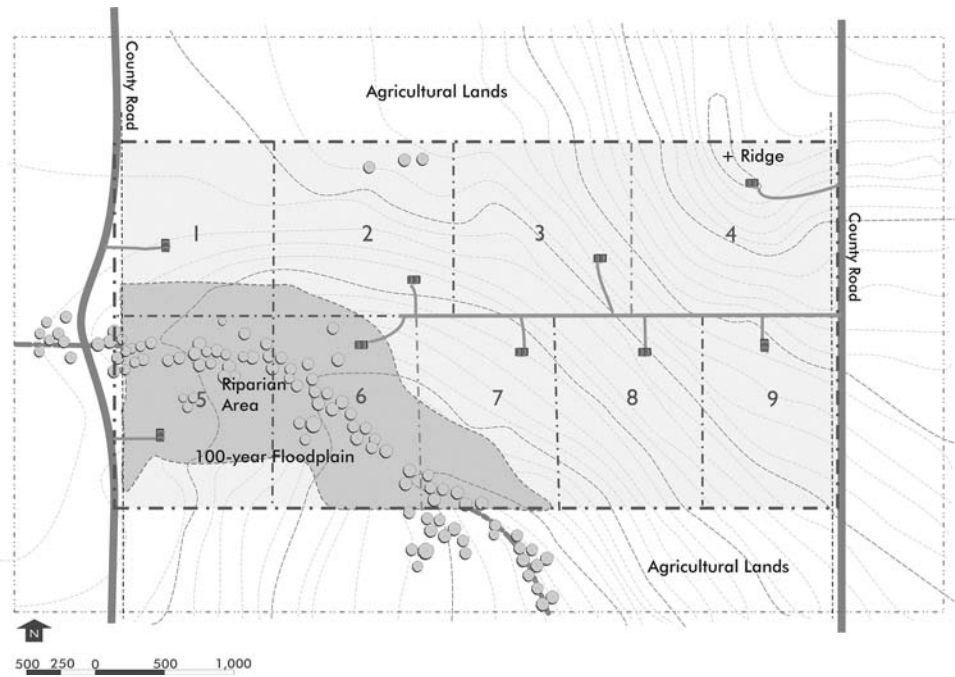 County Road
Agricultural Lands
+ Ridge
County Road
1
2
3
4
Riparian
Area
5
6
7
8
9
100-year Floodplain
Agricultural Lands
N
500 250 0 500 1,000